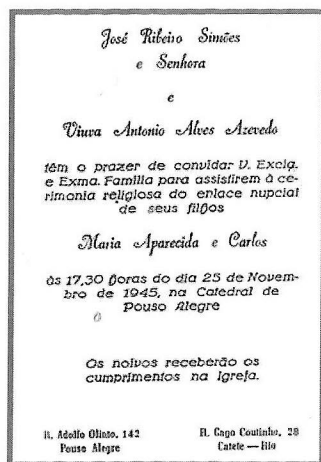 José Ribeiro Simões
e Senhora
e
Viuva Antonio Alves Azevedo
têm o prazer de convidar V. Excia.
e Exma. Familia para assistirem à ce-
rimonia religiosa do enlace nupcial
de seus filhos
Maria Aparecida e Carlos
às 17,30 horas do dia 25 de Novem-
bro de 1945, na Catedral de
Pouso Alegre
Os noivos receberão os
cumprimentos na Igreja.
R. Adolfo Olinto, 142 R. Gago Coutinho, 28
Pouso Alegre Catete — Rio